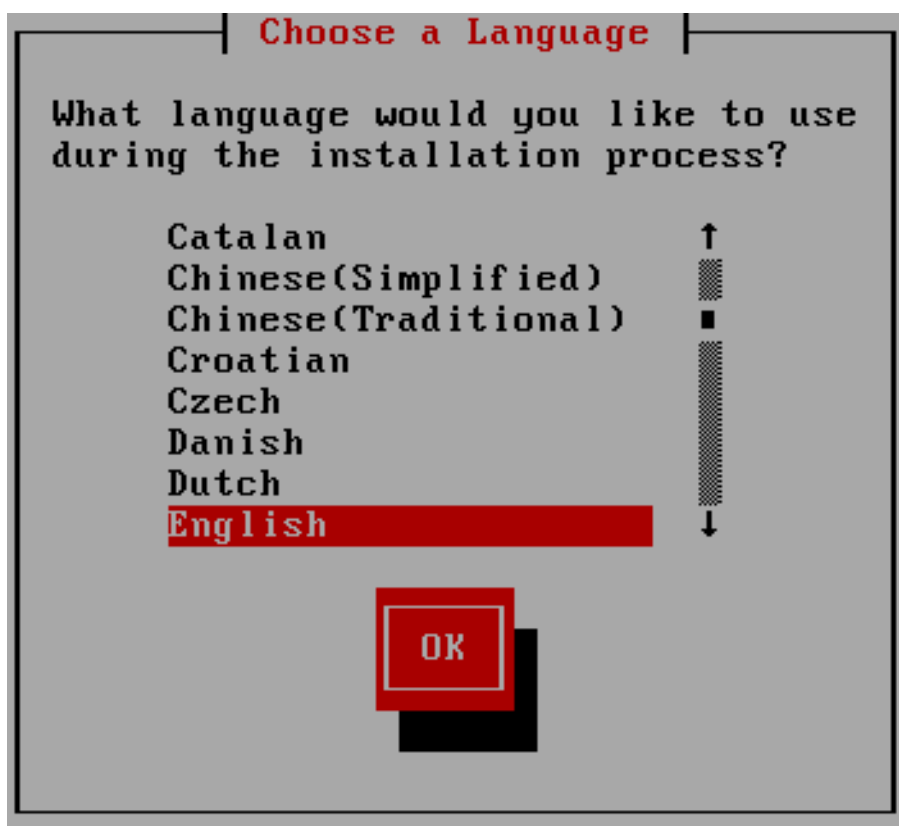 Choose a Language
What language would you like to use
during the installation process?
Catalan
Chinese(Simplified)
Chinese(Traditional)
Croatian
Czech
Danish
Dutch
English
OK